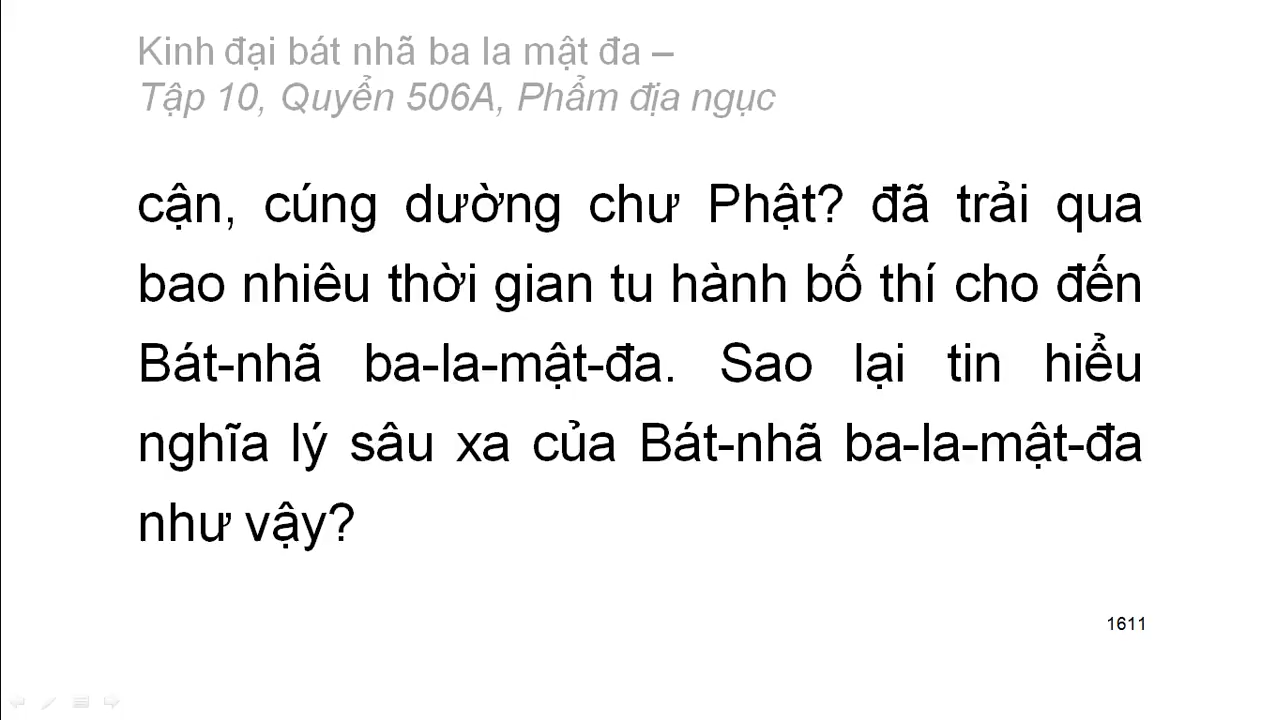 Kinh đại bát nhã ba la mật đa –
Tập 10, Quyển 506A, Phẩm địa ngục
cận, cúng dường chư Phật? đã trải qua
bao nhiêu thời gian tu hành bố thí cho đến
Bát-nhã ba-la-mật-đa. Sao lại tin hiểu
nghĩa lý sâu xa của Bát-nhã ba-la-mật-đa
như vậy?
1611